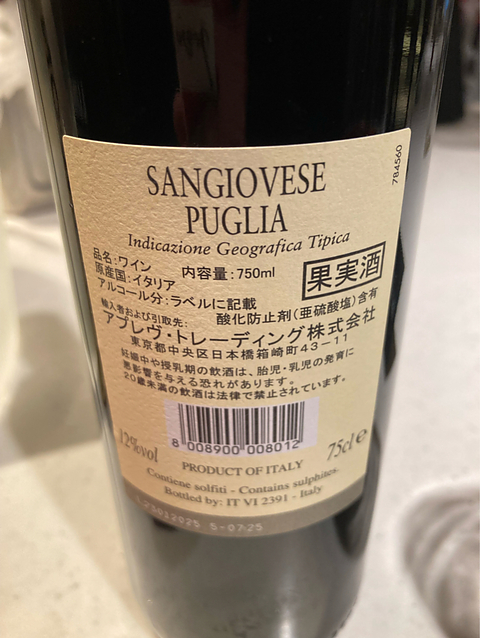 784560
SANGIOVESE
PUGLIA
Indicazione Geografica Tipica
品名:ワイン
原産国:イタリア 内容量:750ml
アルコール分:ラベルに記載
果実酒
輸入者および引取先: 酸化防止剤(亜硫酸塩)含有
アプレヴ・トレーディング株式会社
東京都中央区日本橋箱崎町43-11
妊娠中や授乳期の飲酒は、胎児・乳児の発育に
悪影響を与える恐れがあります。
20歳未満の飲酒は法律で禁止されています。
8 008900 008012
12%vol
75cl e
PRODUCT OF ITALY
Contiene solfiti - Contains sulphites.
Bottled by: IT VI 2391 - Italy
L23012025 5-07:25